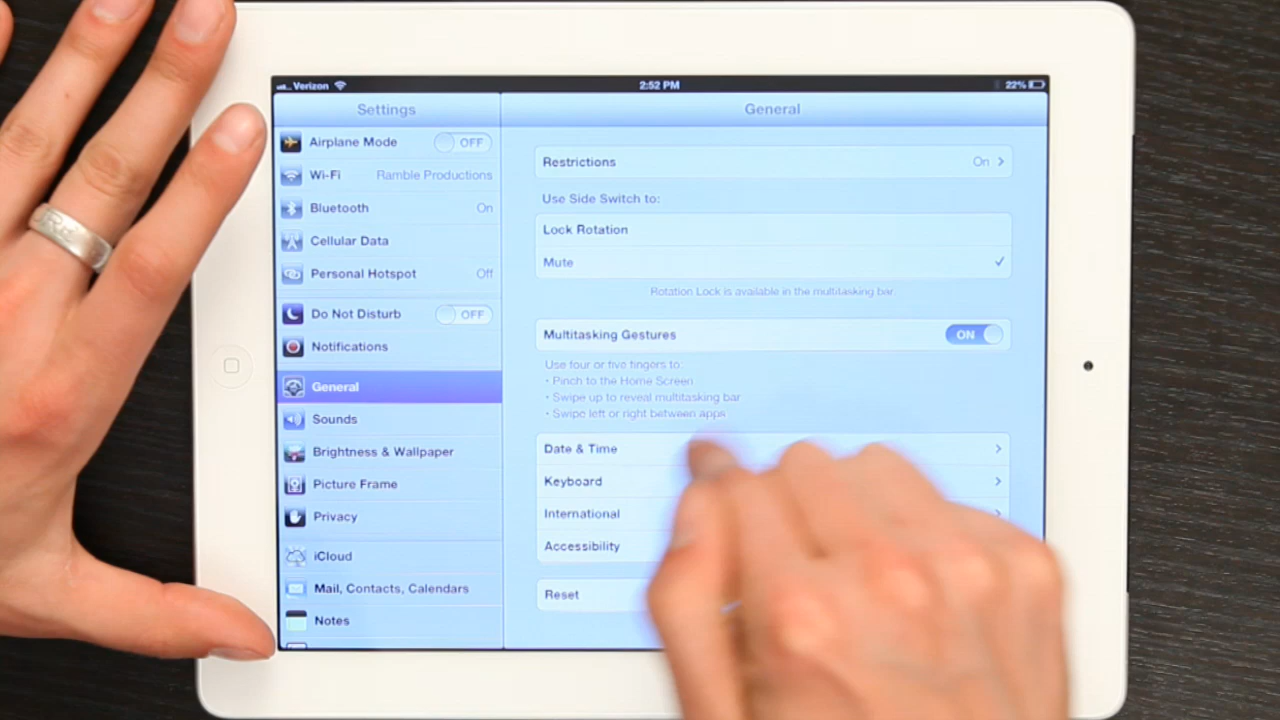 Verizon
2:52 PM
22%
Settings
General
Airplane Mode OFF
Wi-Fi Ramble Productions
Bluetooth On
Cellular Data
Personal Hotspot Off
Do Not Disturb OFF
Notifications
General
Sounds
Brightness & Wallpaper
Picture Frame
Privacy
iCloud
Mail, Contacts, Calendars
Notes
Restrictions On
Use Side Switch to:
Lock Rotation
Mute
Rotation Lock is available in the multitasking bar.
Multitasking Gestures ON
Use four or five fingers to:
• Pinch to the Home Screen
• Swipe up to reveal multitasking bar
• Swipe left or right between apps
Date & Time
Keyboard
International
Accessibility
Reset